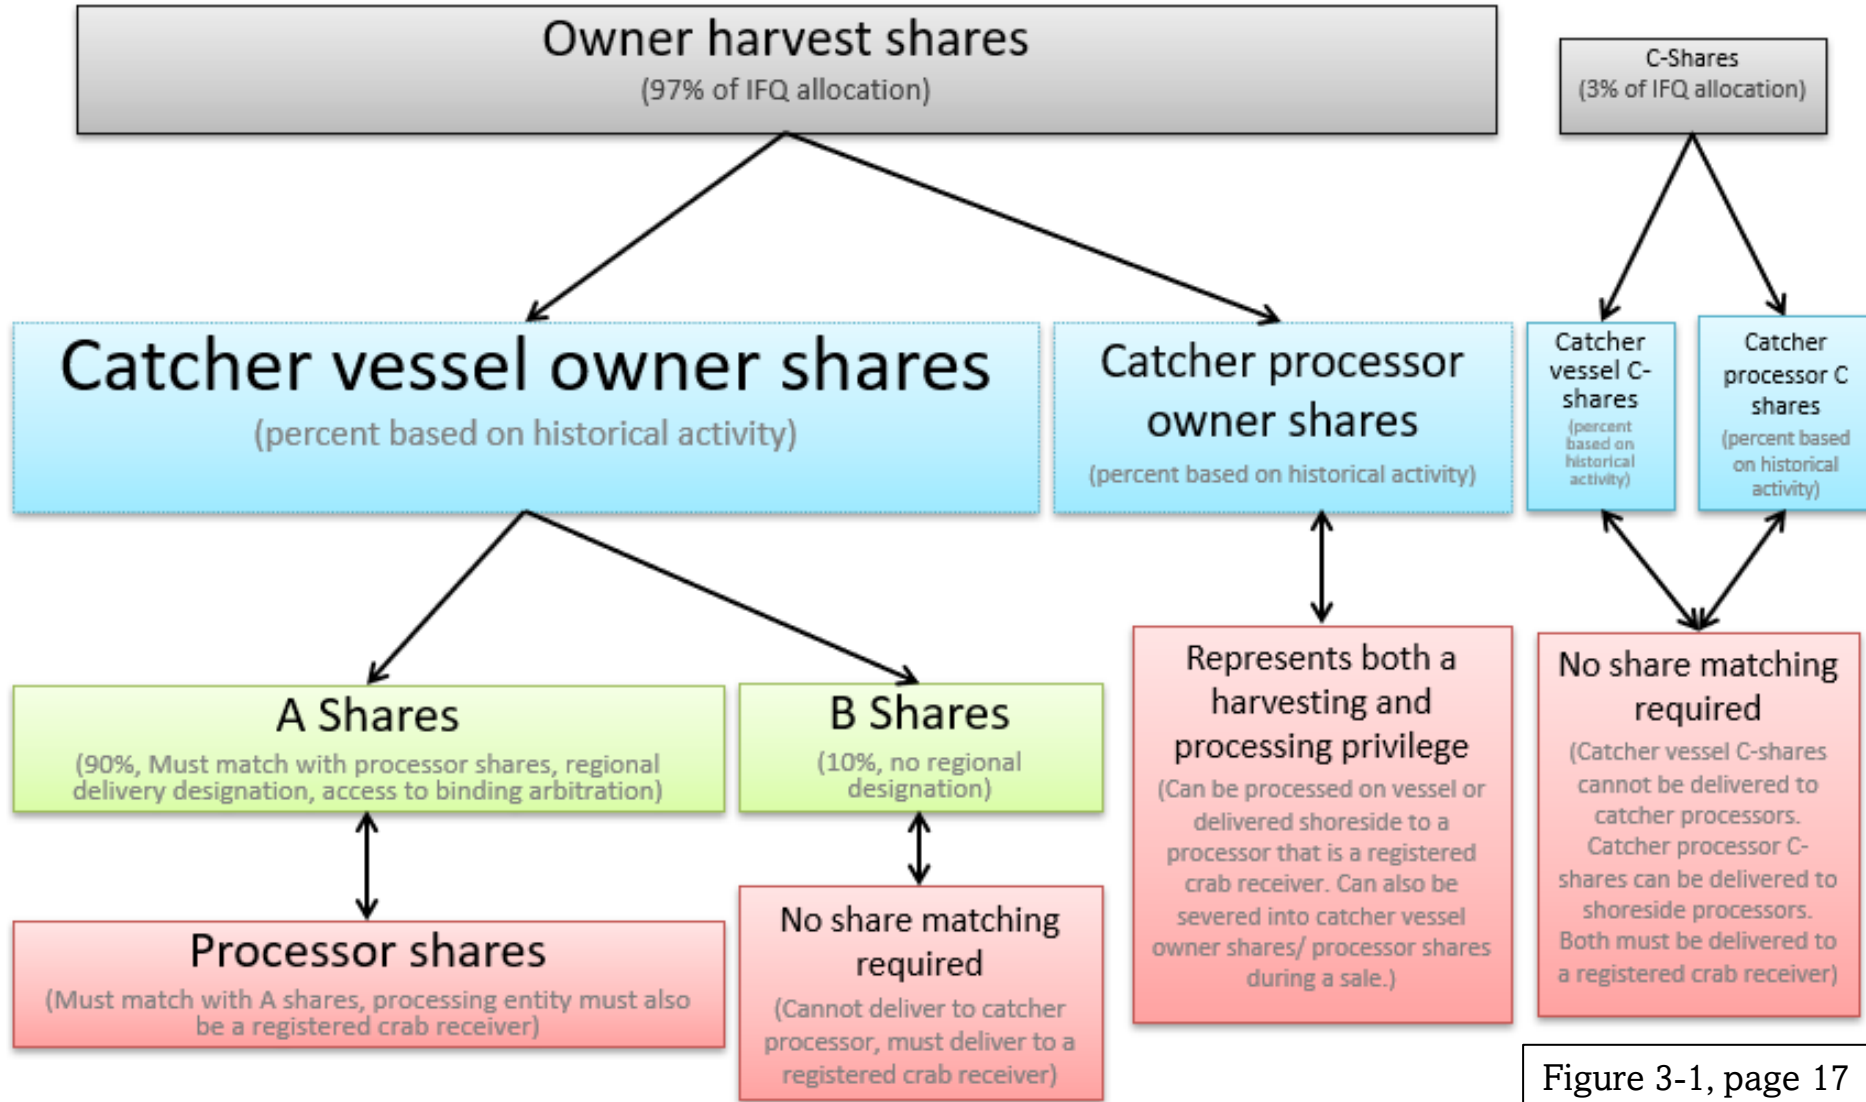 Owner harvest shares
(97% of IFQ allocation)
C-Shares
(3% of IFQ allocation)
Catcher vessel owner shares
(percent based on historical activity)
Catcher processor
owner shares
(percent based on historical activity)
Catcher
vessel C-
shares
(percent
based on
historical
activity)
Catcher
processor C
shares
(percent based
on historical
activity)
A Shares
(90%, Must match with processor shares, regional
delivery designation, access to binding arbitration)
B Shares
(10%, no regional
designation)
Represents both a
harvesting and
processing privilege
(Can be processed on vessel or
delivered shoreside to a
processor that is a registered
crab receiver. Can also be
severed into catcher vessel
owner shares/ processor shares
during a sale.)
No share matching
required
(Catcher vessel C-shares
cannot be delivered to
catcher processors.
Catcher processor C-
shares can be delivered to
shoreside processors.
Both must be delivered to
a registered crab receiver)
Processor shares
(Must match with A shares, processing entity must also
be a registered crab receiver)
No share matching
required
(Cannot deliver to catcher
processor, must deliver to a
registered crab receiver)
Figure 3-1, page 17